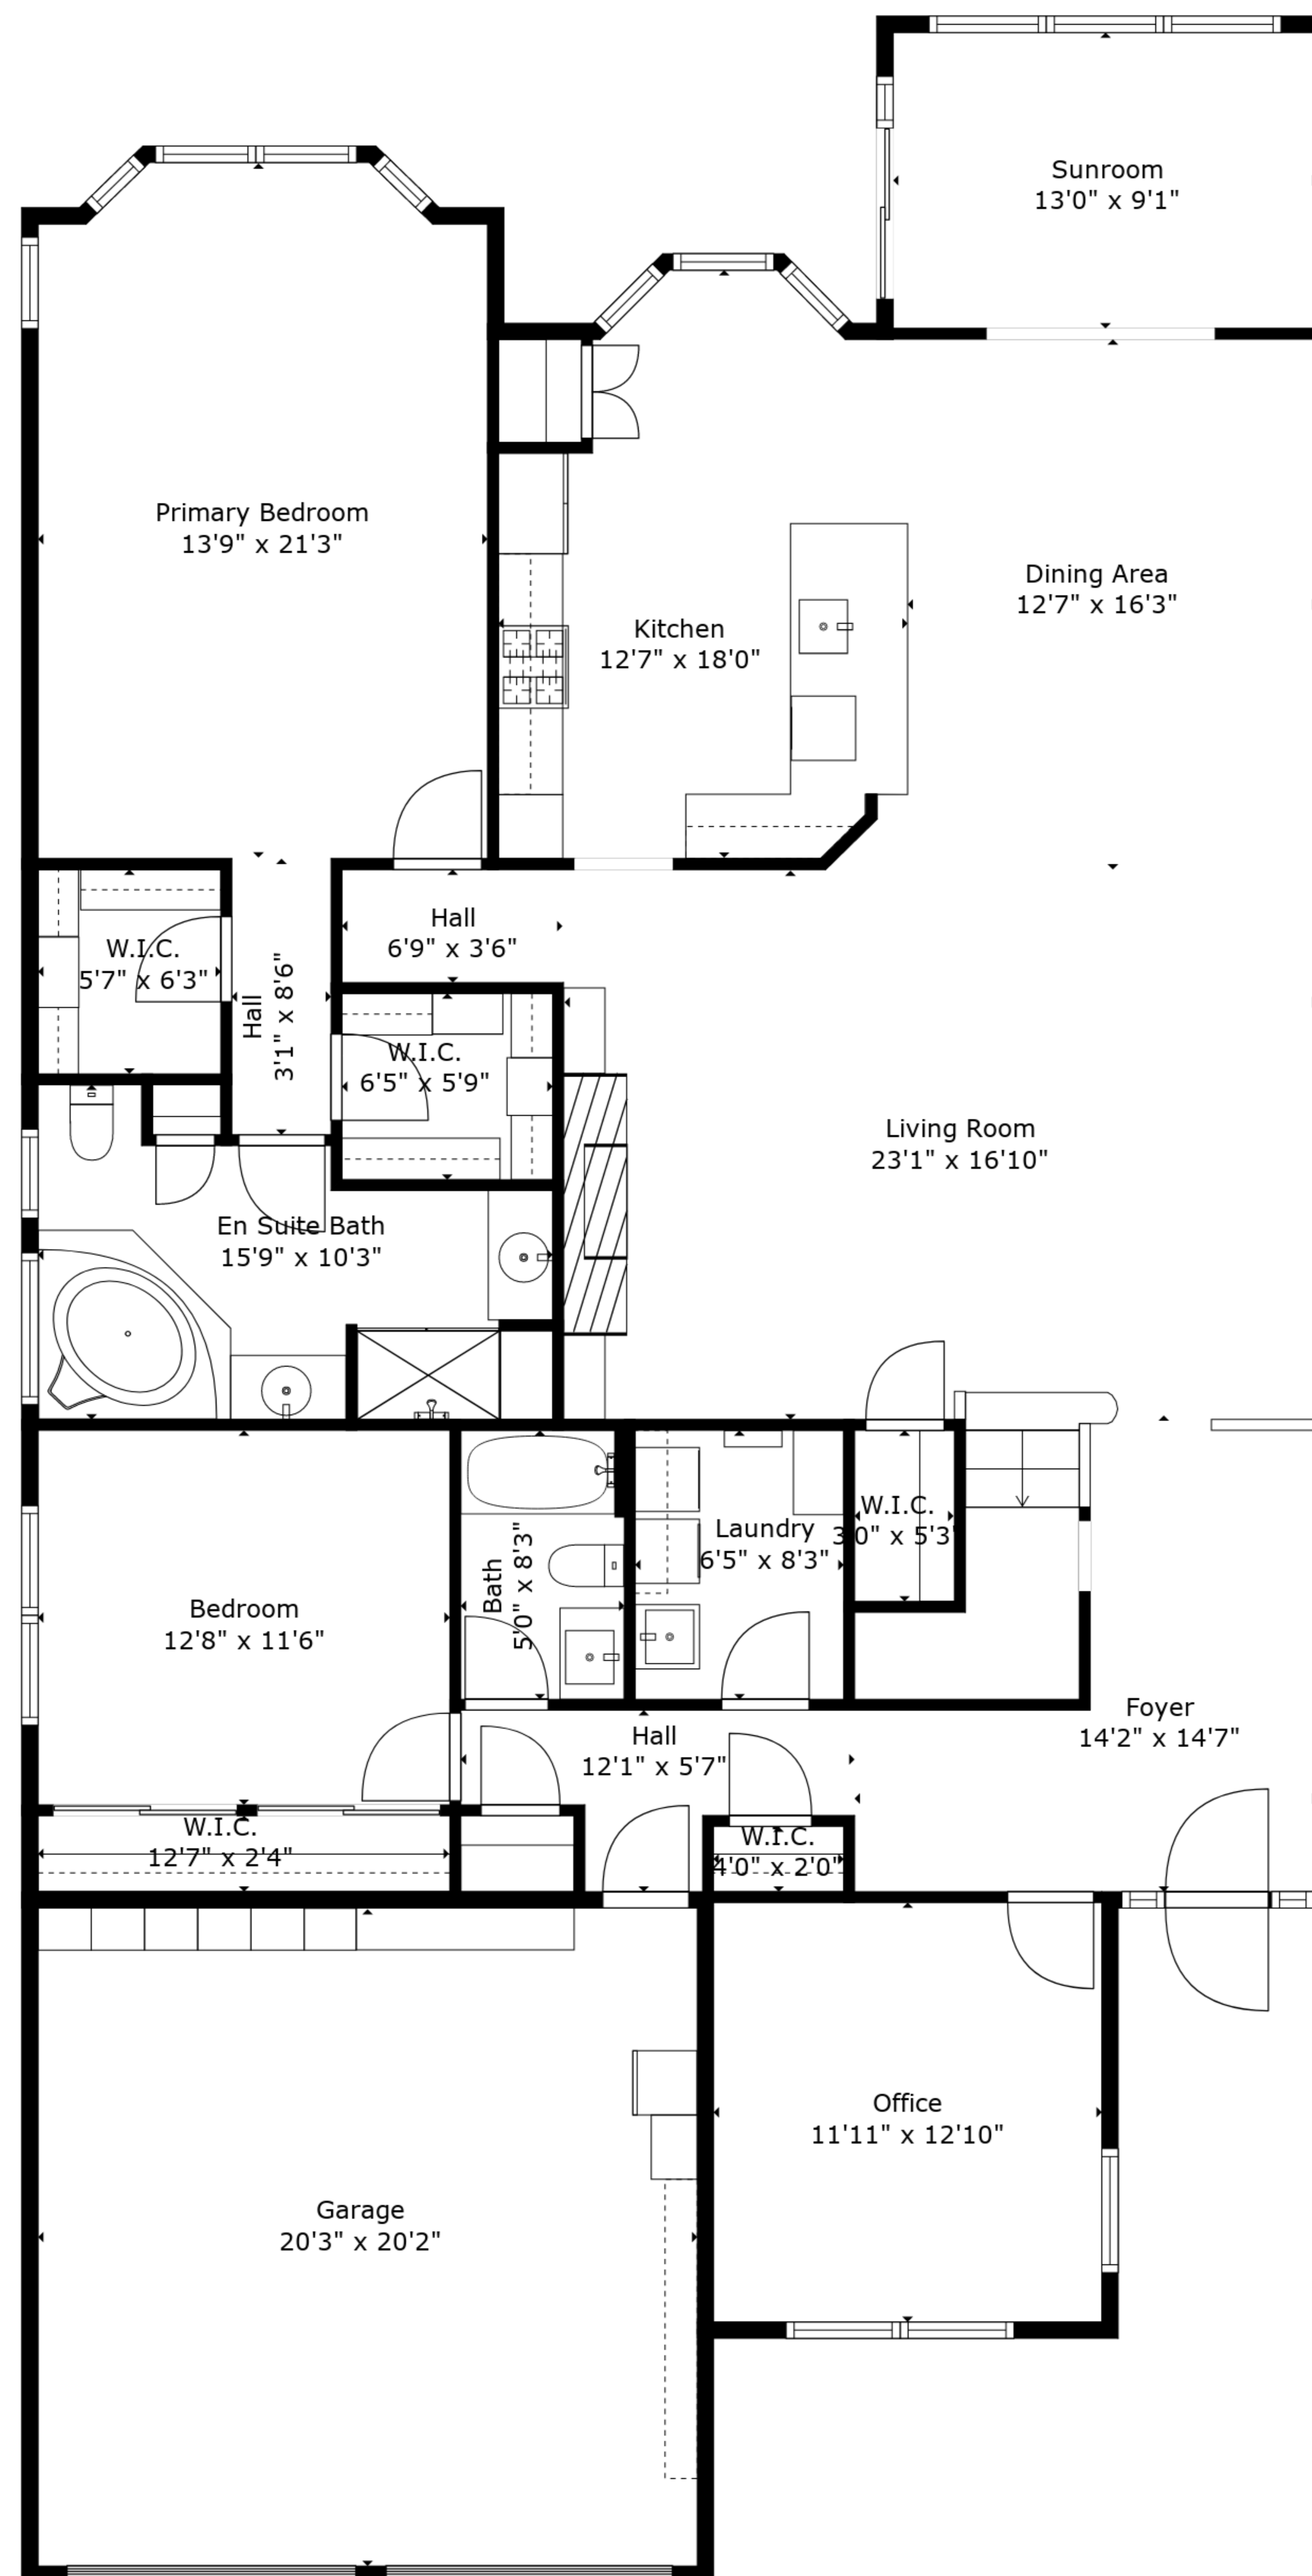 Sunroom
13'0" x 9'1"
Primary Bedroom
13'9" x 21'3"
Dining Area
12'7" x 16'3"
Kitchen
12'7" x 18'0"
Hall
6'9" x 3'6"
W.I.C.
5'7" x 6'3"
Hall
3'1" x 8'6"
W.I.C.
6'5" x 5'9"
Living Room
23'1" x 16'10"
En Suite Bath
15'9" x 10'3"
W.I.C.
3'0" x 5'3"
Laundry
6'5" x 8'3"
Bath
5'0" x 8'3"
Bedroom
12'8" x 11'6"
Foyer
14'2" x 14'7"
Hall
12'1" x 5'7"
W.I.C.
12'7" x 2'4"
W.I.C.
4'0" x 2'0"
Office
11'11" x 12'10"
Garage
20'3" x 20'2"